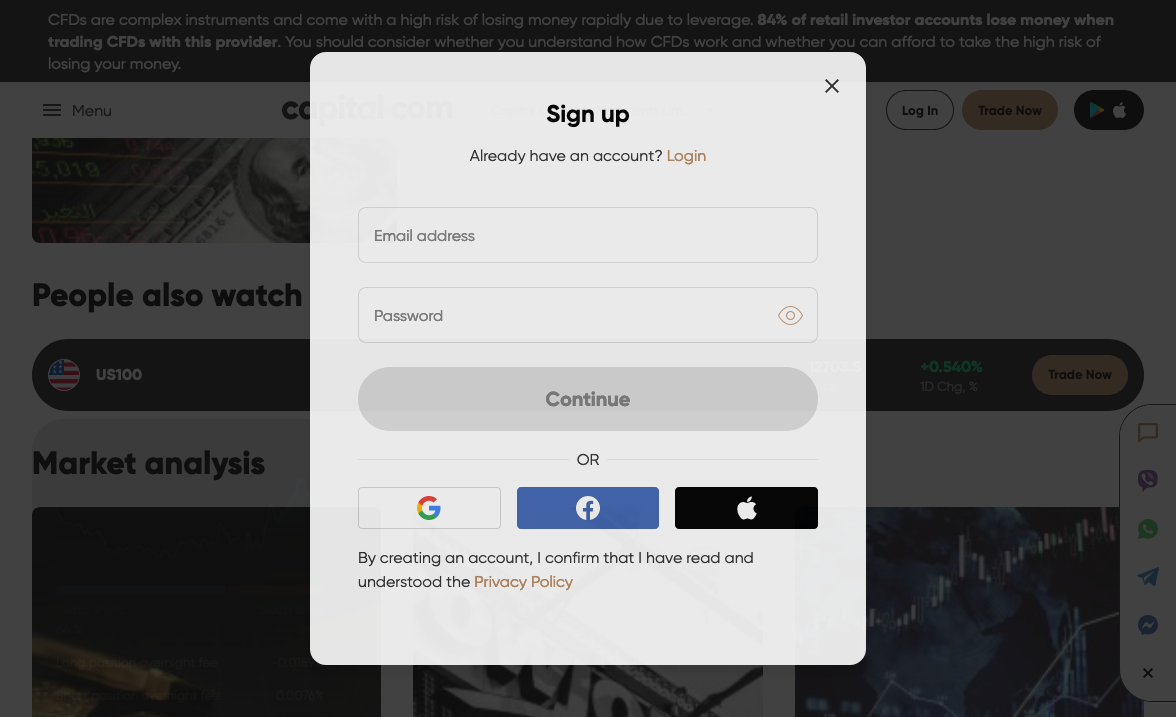 CFDs are complex instruments and come with a high risk of losing money rapidly due to leverage. 84% of retail investor accounts lose money when
trading CFDs with this provider. You should consider whether you understand how CFDs work and whether you can afford to take the high risk of
losing your money.
Menu
capital.com
Log In
Trade Now
Sign up
Already have an account? Login
Email address
Password
People also watch
US100
+0.540%
1D Chg, %
Trade Now
Continue
Market analysis
OR
By creating an account, I confirm that I have read and
understood the Privacy Policy